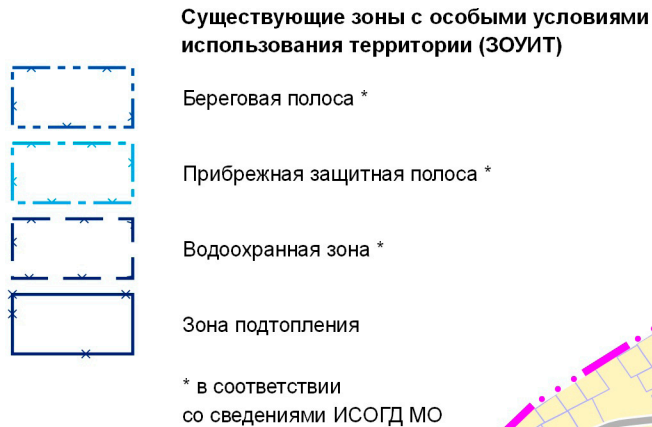 Существующие зоны с особыми условиями
использования территории (ЗОУИТ)
Береговая полоса *
Прибрежная защитная полоса *
Водоохранная зона *
Зона подтопления
* в соответствии
со сведениями ИСОГД МО